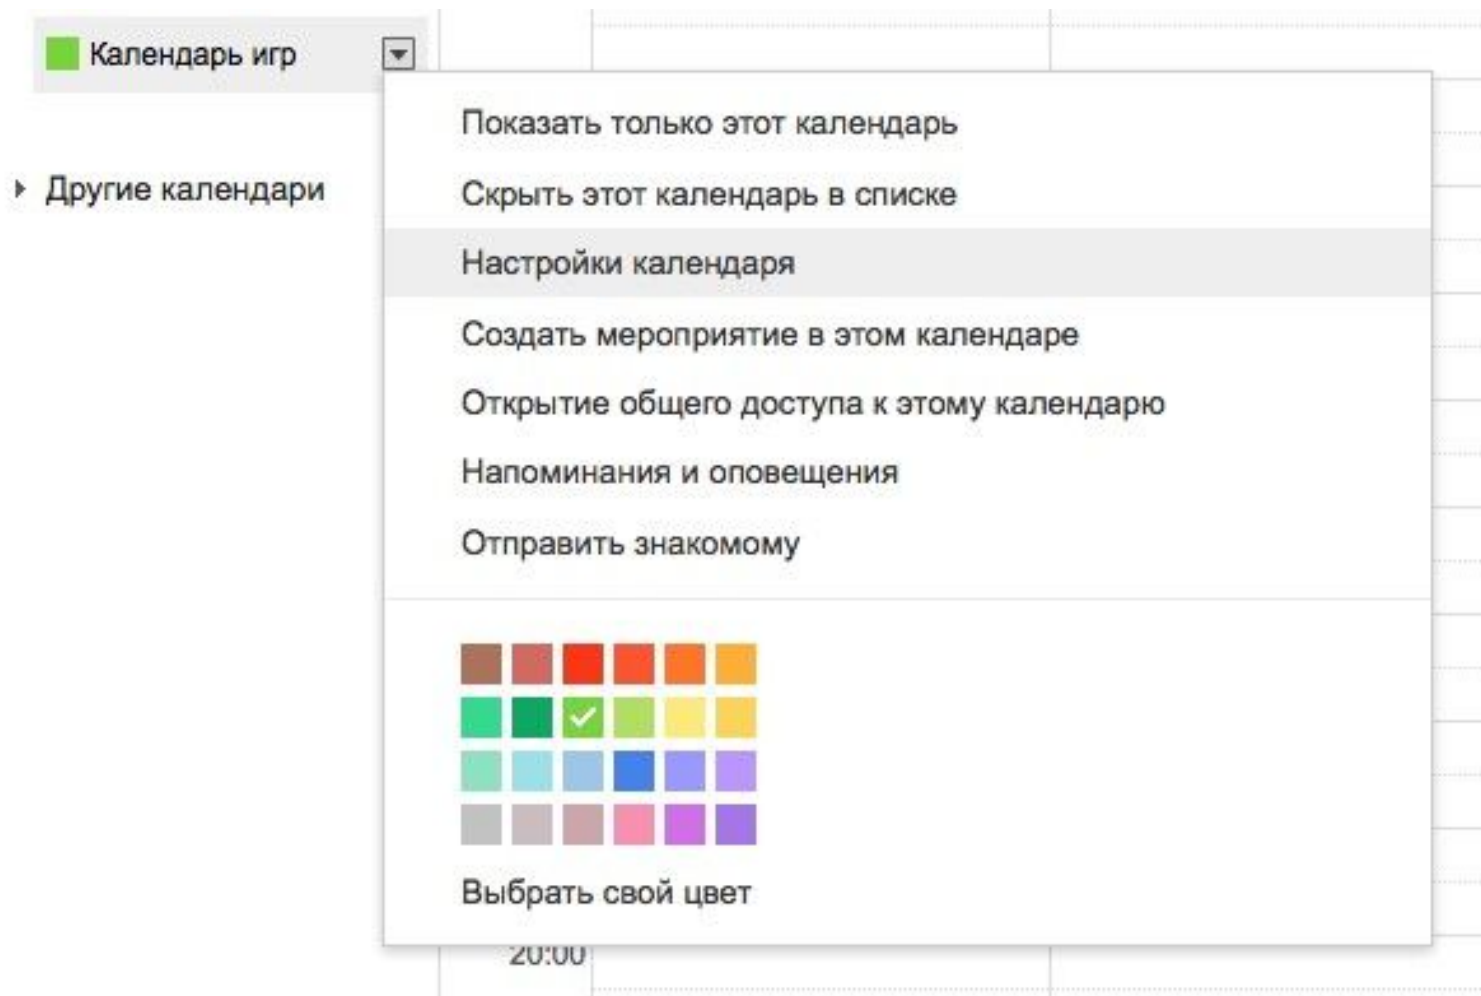 Календарь игр
Показать только этот календарь
Другие календари
Скрыть этот календарь в списке
Настройки календаря
Создать мероприятие в этом календаре
Открытие общего доступа к этому календарю
Напоминания и оповещения
Отправить знакомому
Выбрать свой цвет
20:00